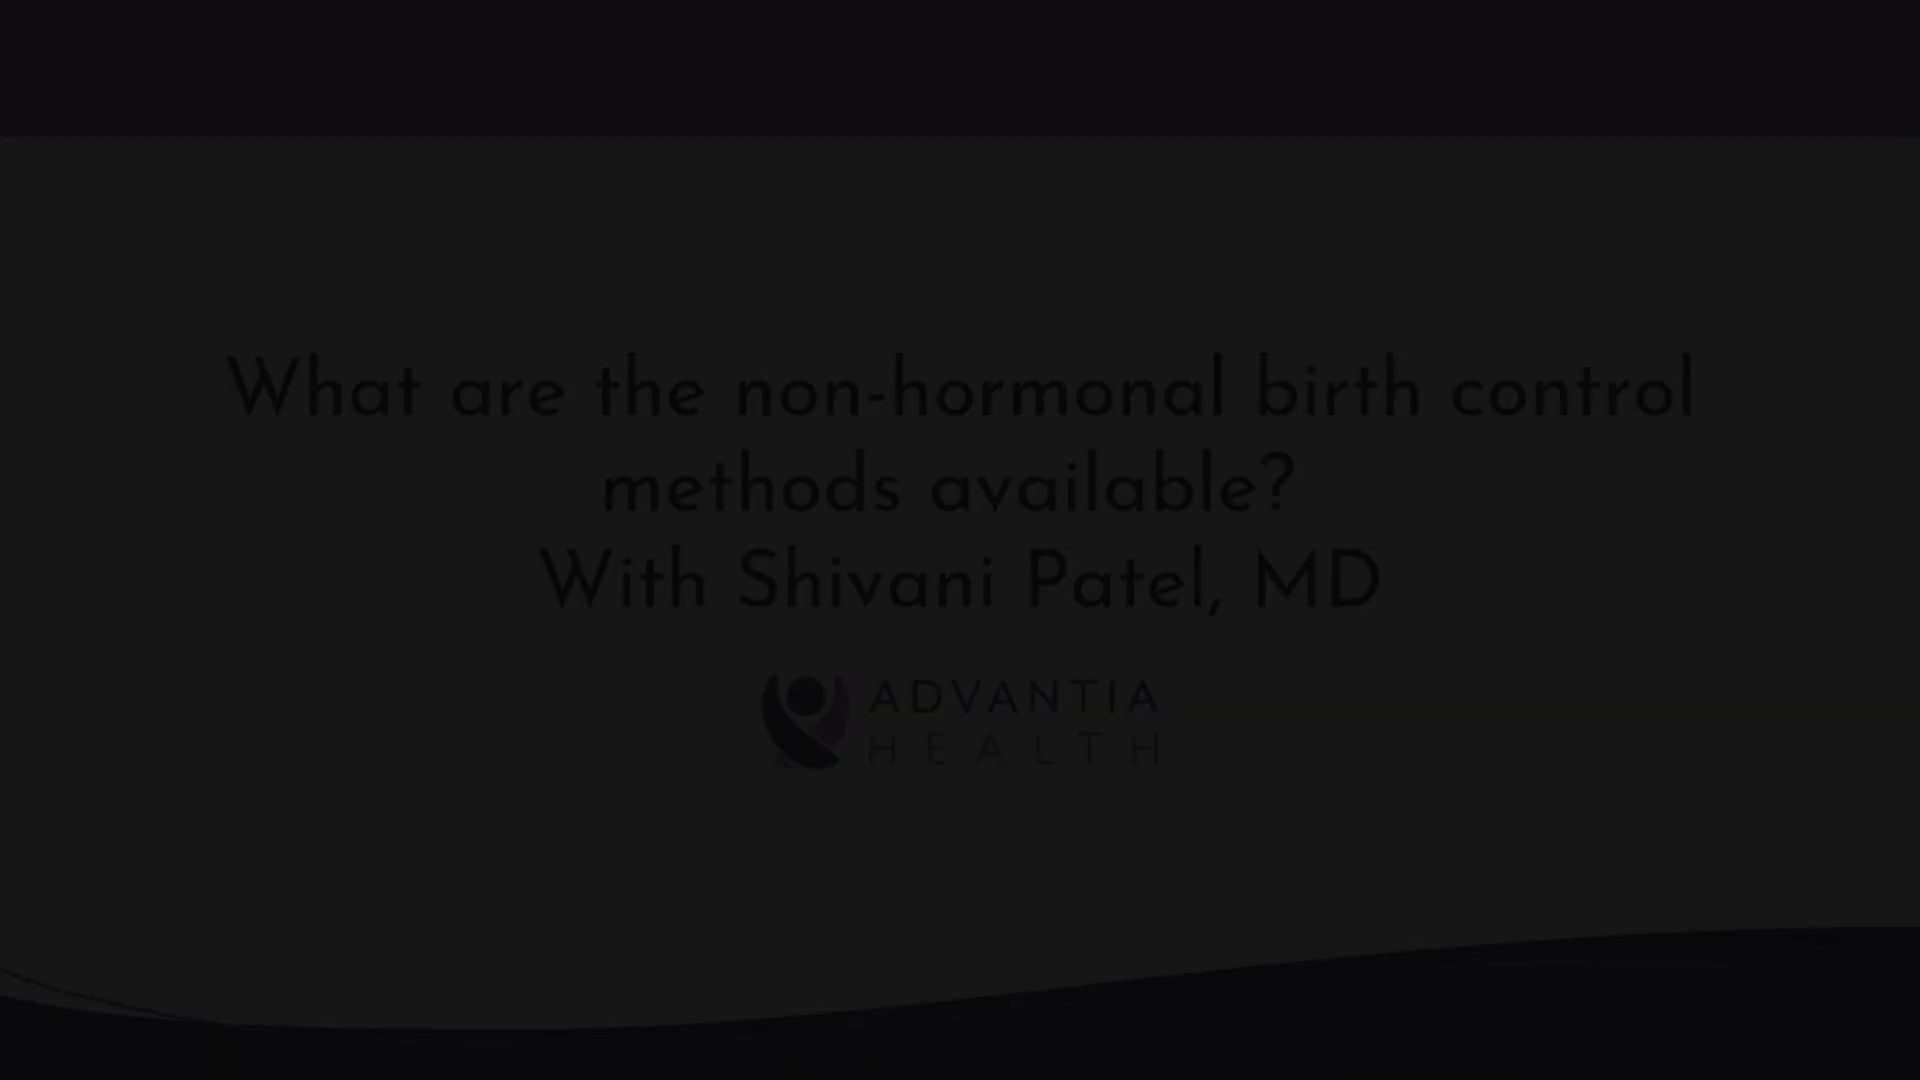 What are the non-hormonal birth control
methods available?
With Shivani Patel, MD
ADVANTIA
HEALTH